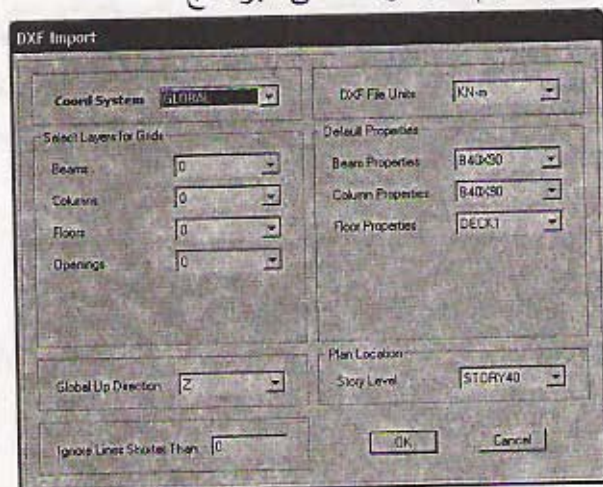 DXF Import
Coord System GLOBAL
DXF File Units KN-m
Select Layers for Grids
Beams 0
Columns 0
Floors 0
Openings 0
Default Properties
Beam Properties B40X90
Column Properties B40X90
Floor Properties DECK1
Global Up Direction Z
Plan Location
Story Level STORY40
Ignore Lines Shorter Than 0
OK Cancel